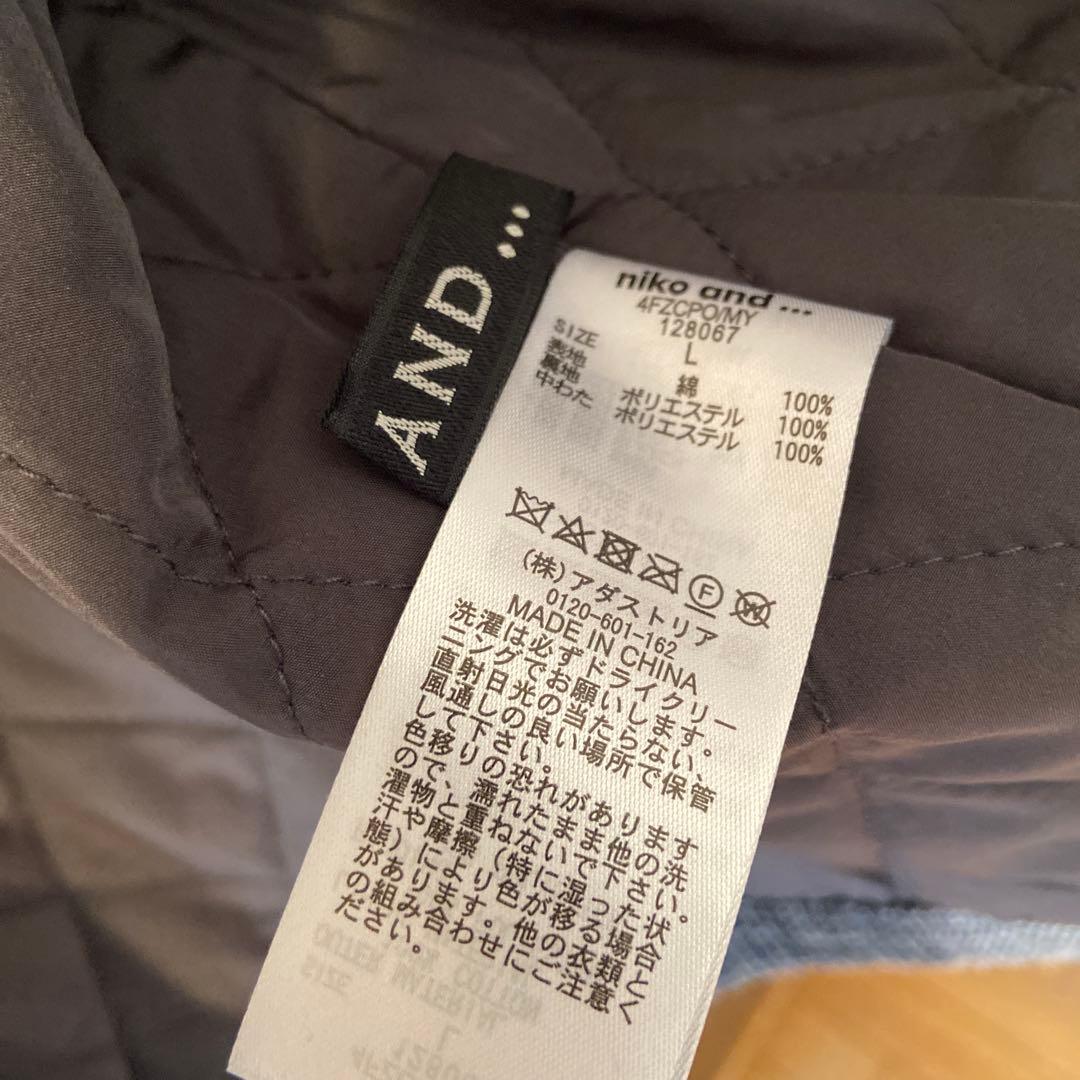 AND...
niko and ...
4FZCPO/MY
128067
SIZE L
表地 綿 100%
裏地 ポリエステル 100%
中わた ポリエステル 100%
F
W
(株)アダストリア
0120-601-162
MADE IN CHINA
洗濯は必ずドライクリー
ニングでお願いします。
直射日光の当たらない、
風通しの良い場所で保管
して下さい。
色移りの恐れがあります
ので、濡れたまま他の洗
濯物と重ねないで下さい。
汗や摩擦(特に湿った状
態)により色が移る場合
があります。他の衣類と
の組み合わせにご注意く
ださい。